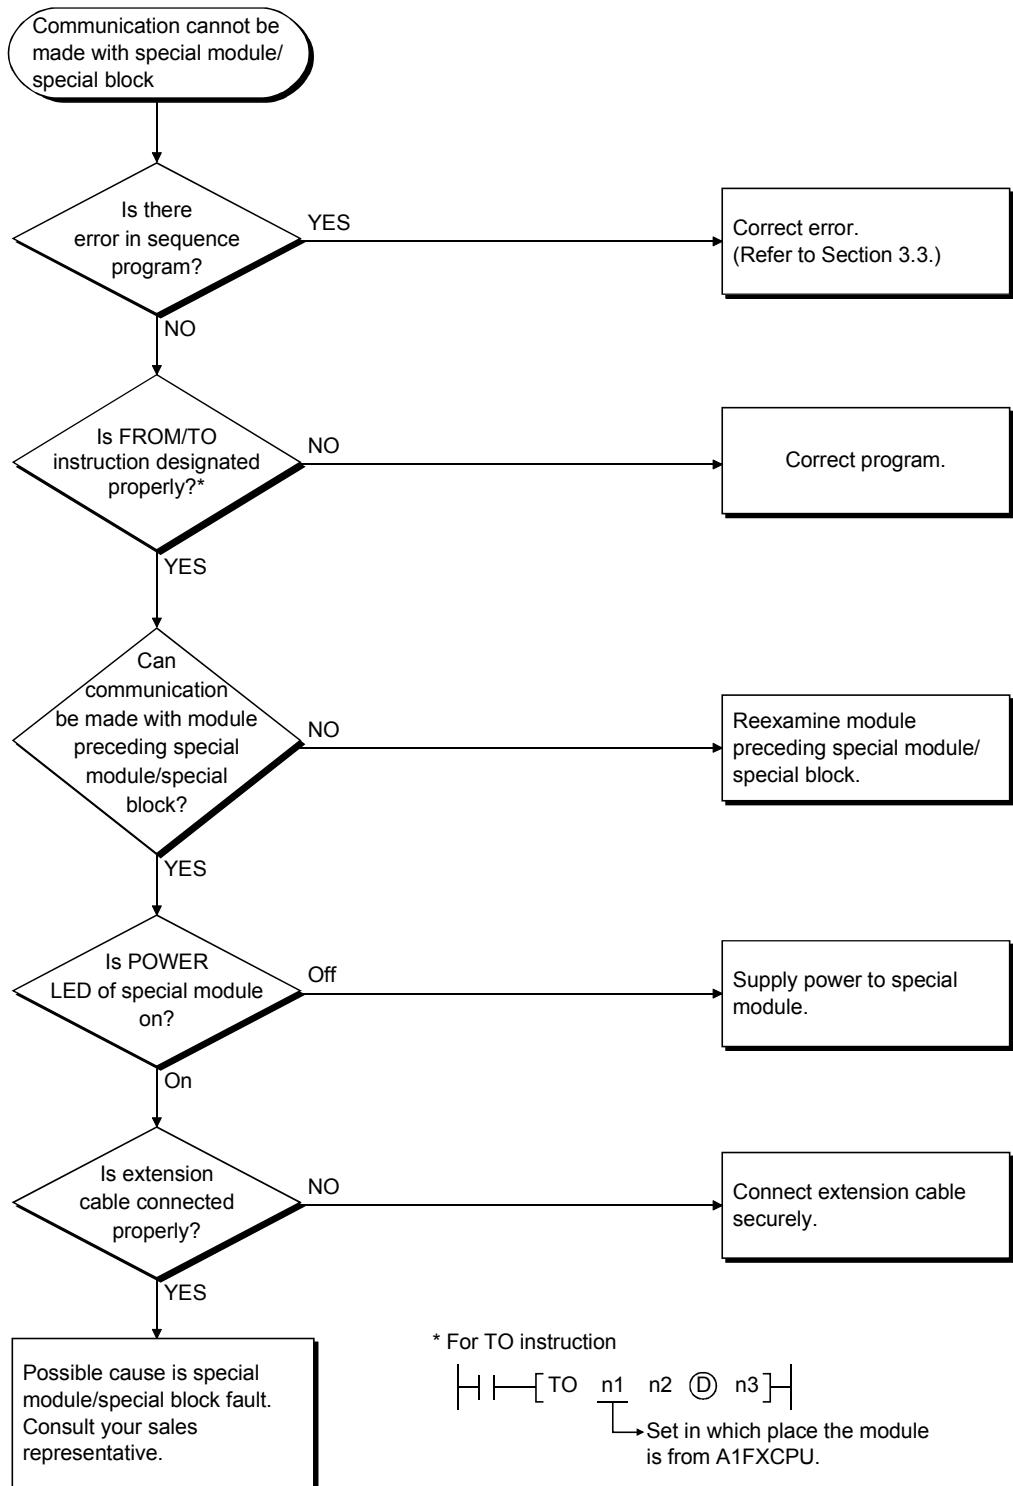 Communication cannot be
made with special module/
special block
Is there
error in sequence
program?
YES
Correct error.
(Refer to Section 3.3.)
NO
Is FROM/TO
instruction designated
properly?*
NO
Correct program.
YES
Can
communication
be made with module
preceding special
module/special
block?
NO
Reexamine module
preceding special module/
special block.
YES
Is POWER
LED of special module
on?
Off
Supply power to special
module.
On
Is extension
cable connected
properly?
NO
Connect extension cable
securely.
YES
Possible cause is special
module/special block fault.
Consult your sales
representative.
* For TO instruction
TO n1 n2 Ⓓ n3
Set in which place the module
is from A1FXCPU.